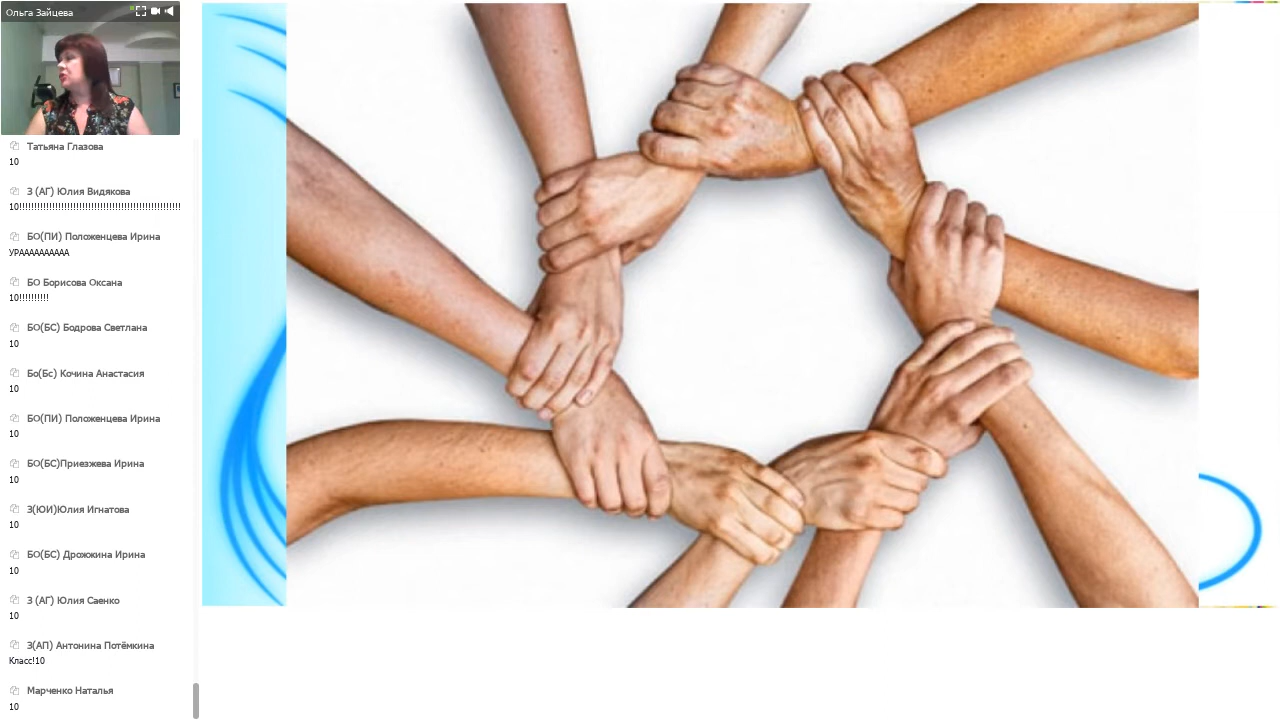 Ольга Зайцева
Татьяна Глазова
10
З (АГ) Юлия Видякова
10!!!!!!!!!!!!!!!!!!!!!!!!!!!!!!!!!!!!!!!!!!!!!!!!!!!!!!
БО(ПИ) Положенцева Ирина
УРАААААААААА
БО Борисова Оксана
10!!!!!!!!!!
БО(БС) Бодрова Светлана
10
Бо(Бс) Кочина Анастасия
10
БО(ПИ) Положенцева Ирина
10
БО(БС)Приезжева Ирина
10
З(ЮИ)Юлия Игнатова
10
БО(БС) Дрожжина Ирина
10
З (АГ) Юлия Саенко
10
З(АП) Антонина Потёмкина
Класс!10
Марченко Наталья
10